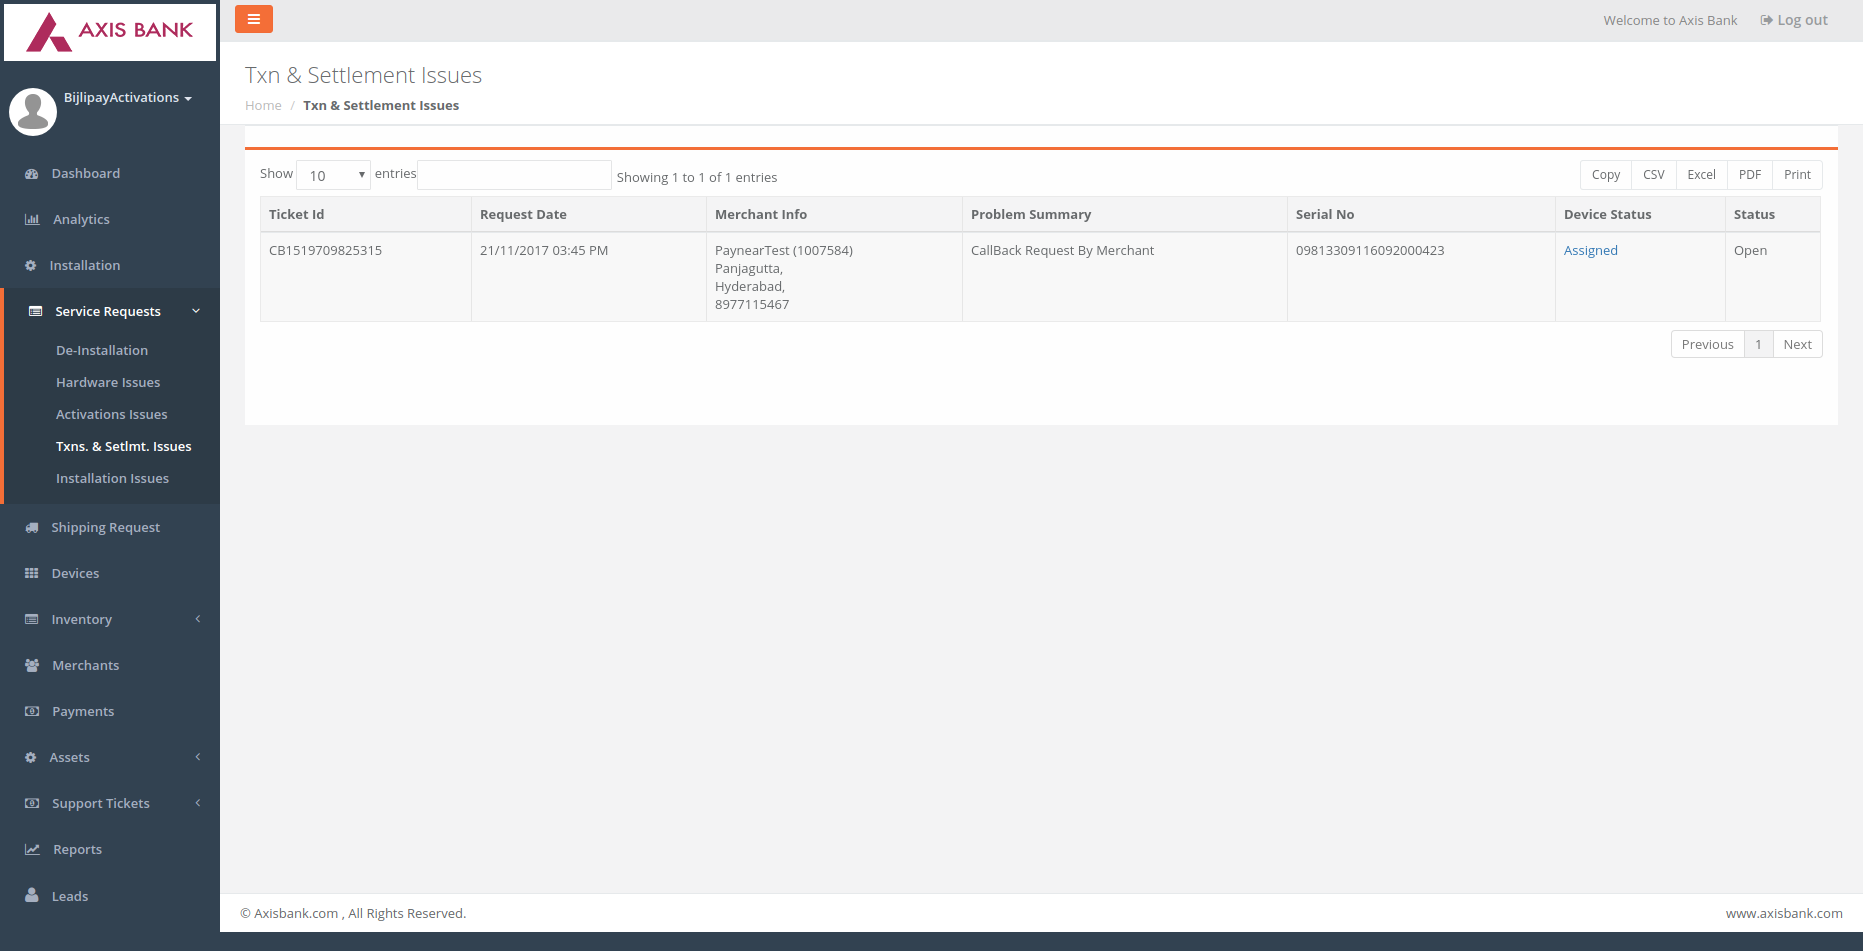 AXIS BANK
BijlipayActivations
Dashboard
Analytics
Installation
Service Requests
De-Installation
Hardware Issues
Activations Issues
Txns. & Setlmt. Issues
Installation Issues
Shipping Request
Devices
Inventory
Merchants
Payments
Assets
Support Tickets
Reports
Leads
Welcome to Axis Bank Log out
Txn & Settlement Issues
Home / Txn & Settlement Issues
Show 10 entries Showing 1 to 1 of 1 entries Copy CSV Excel PDF Print
Ticket Id Request Date Merchant Info Problem Summary Serial No Device Status Status
CB1519709825315 21/11/2017 03:45 PM PaynearTest (1007584) CallBack Request By Merchant 09813309116092000423 Assigned Open
Panjagutta,
Hyderabad,
8977115467
Previous 1 Next
© Axisbank.com , All Rights Reserved. www.axisbank.com